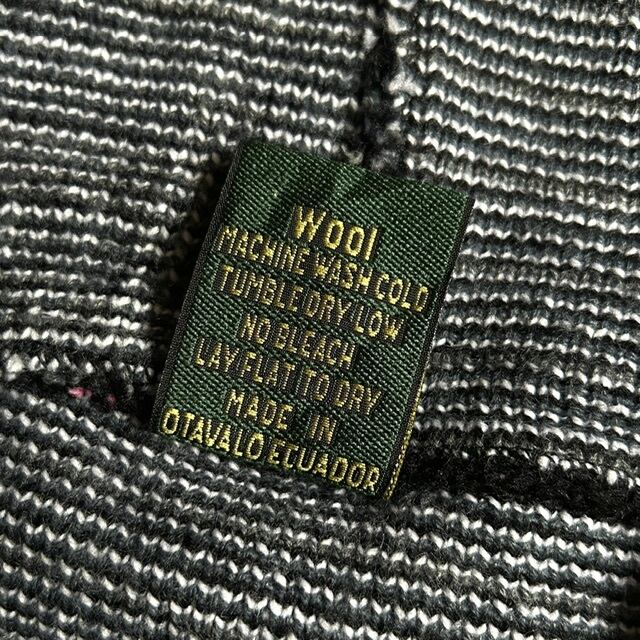 Wool
MACHINE WASH COLD
TUMBLE DRY LOW
NO BLEACH
LAY FLAT TO DRY
MADE IN
OTAVALO ECUADOR